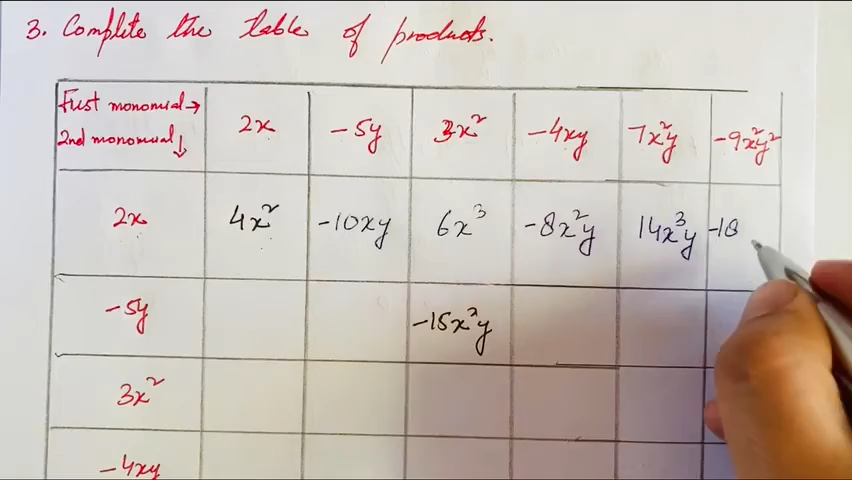 3. Complete the table of products.
First monomial → 2x -5y 3x² -4xy 7x²y -9x²y²
2nd monomial ↓
2x 4x² -10xy 6x³ -8x²y 14x³y -18
-5y -15x²y
3x²
-4xy